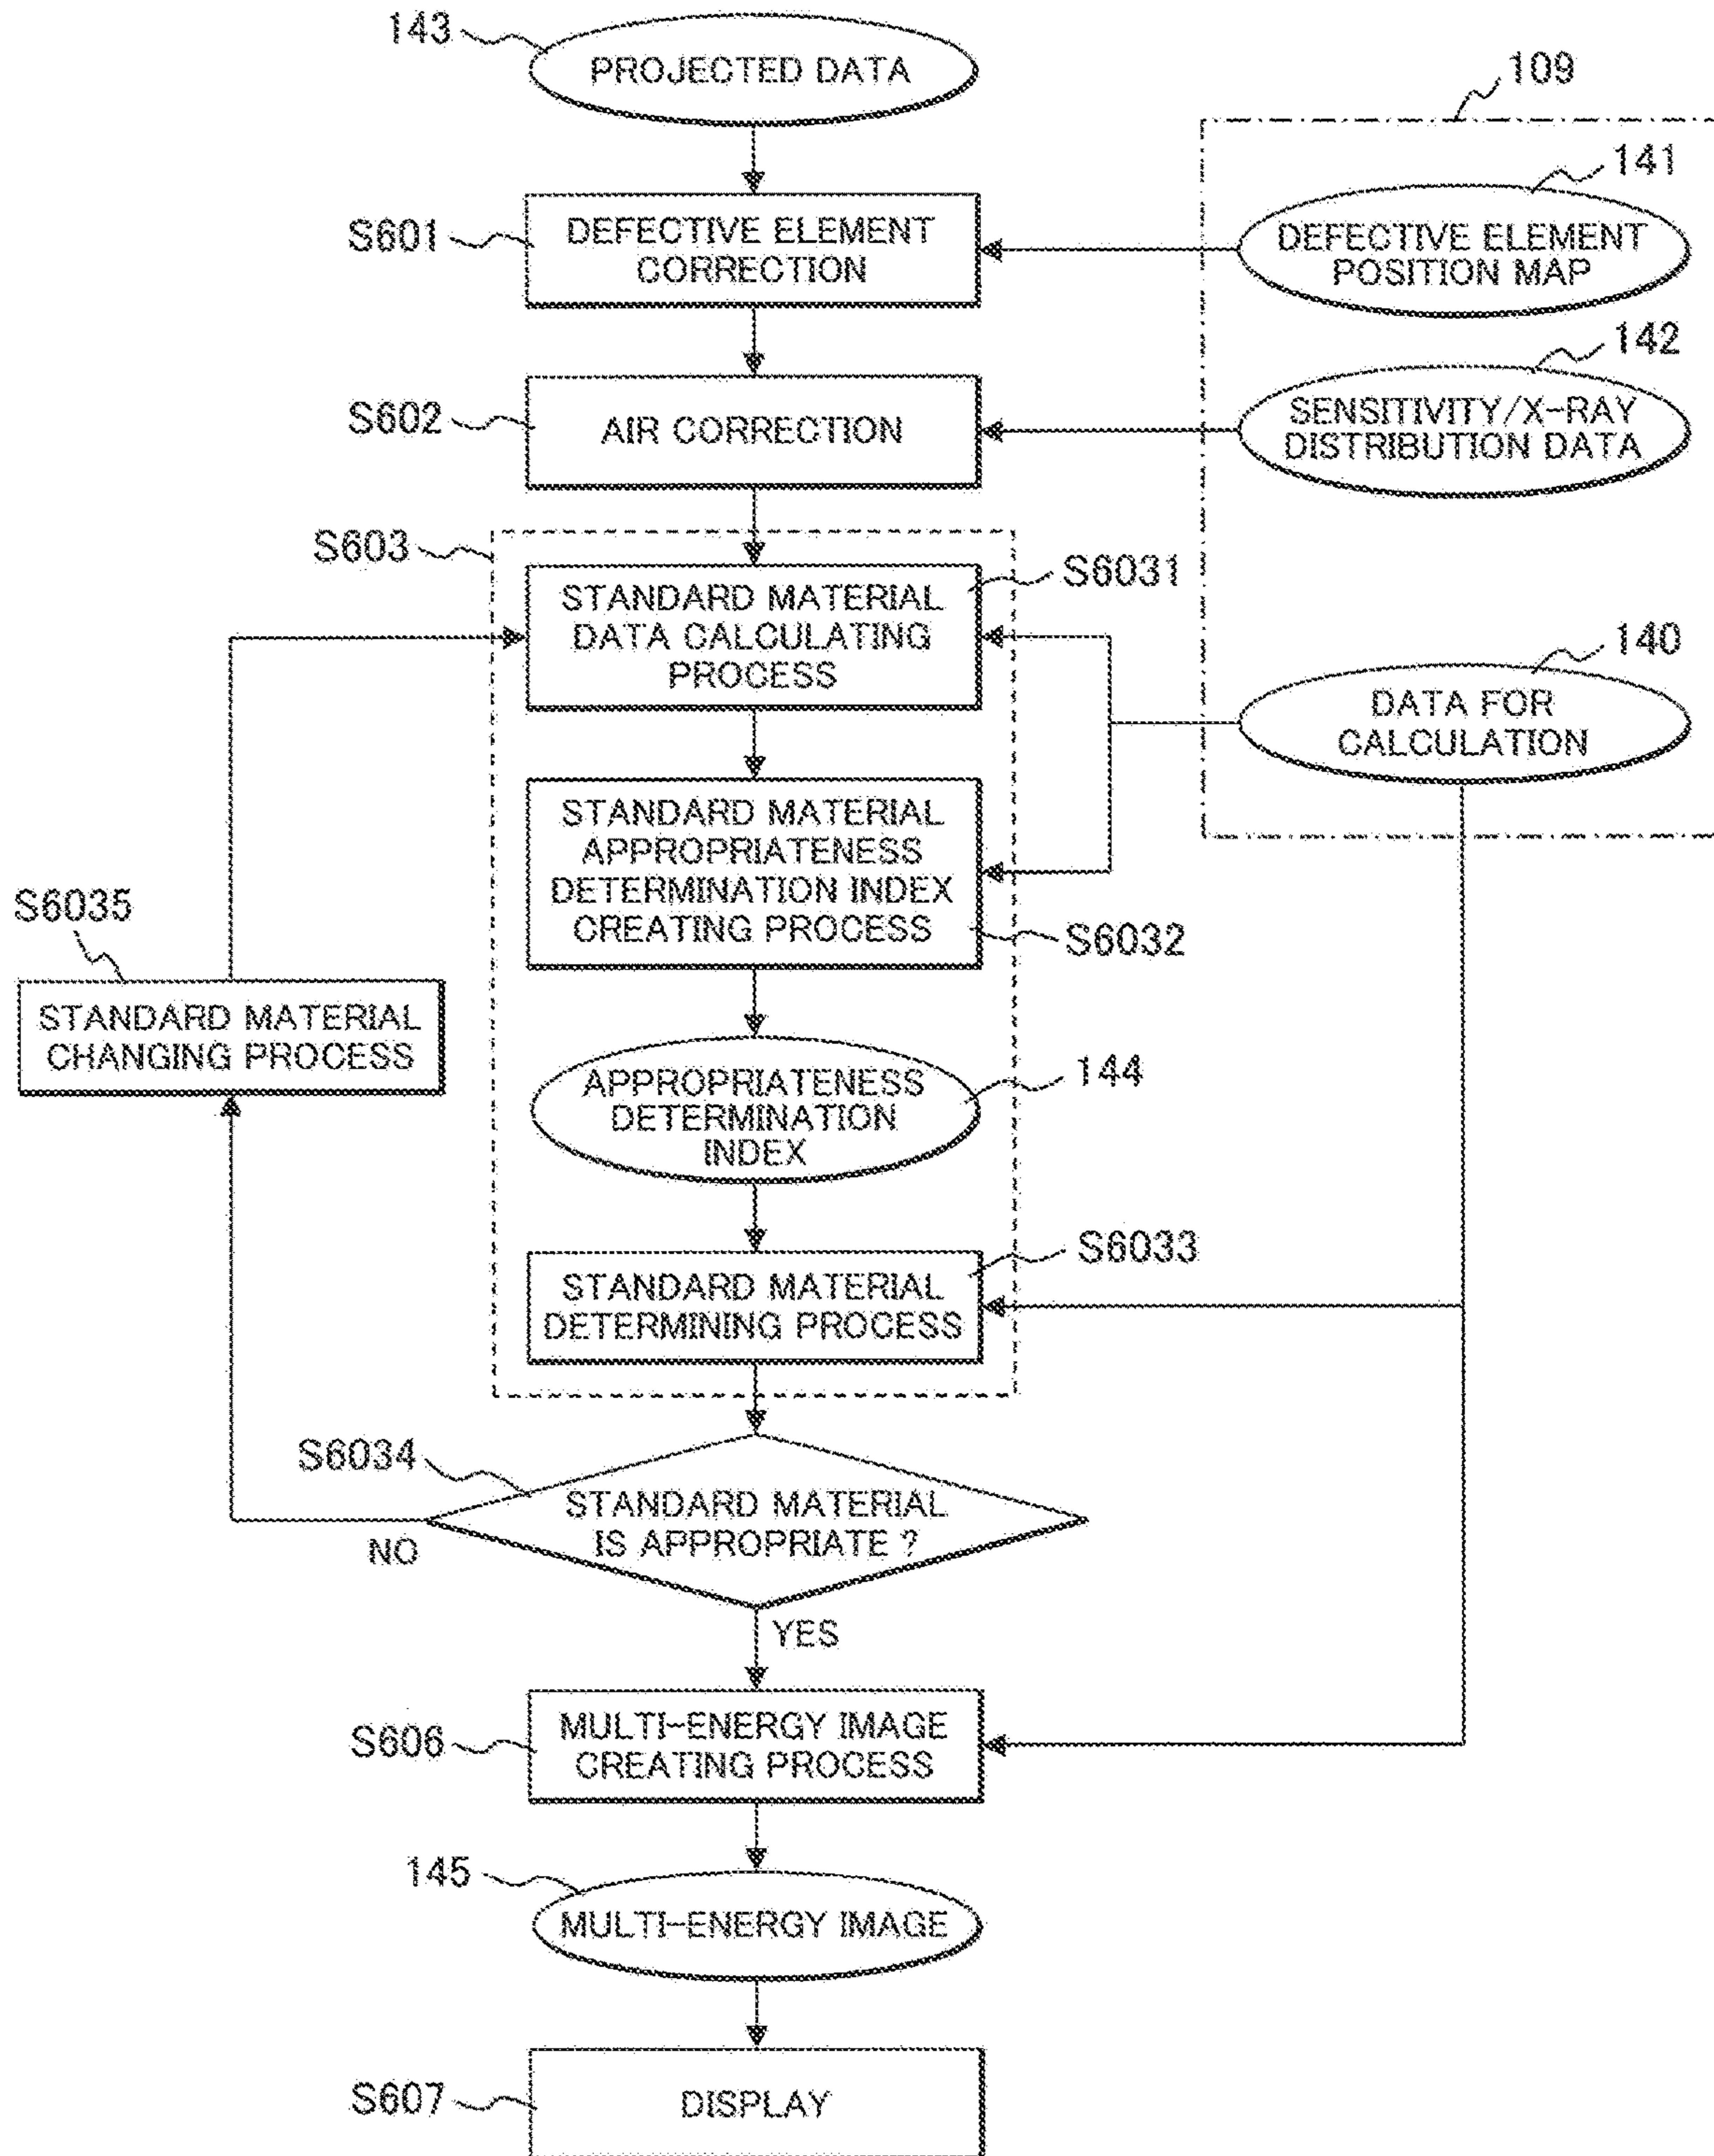 143
PROJECTED DATA
109
141
S601
DEFECTIVE ELEMENT
CORRECTION
DEFECTIVE ELEMENT
POSITION MAP
142
S602
AIR CORRECTION
SENSITIVITY/X-RAY
DISTRIBUTION DATA
S603
S6031
STANDARD MATERIAL
DATA CALCULATING
PROCESS
140
DATA FOR
CALCULATION
STANDARD MATERIAL
APPROPRIATENESS
DETERMINATION INDEX
CREATING PROCESS
S6032
S6035
STANDARD MATERIAL
CHANGING PROCESS
APPROPRIATENESS
DETERMINATION
INDEX
144
S6033
STANDARD MATERIAL
DETERMINING PROCESS
S6034
STANDARD MATERIAL
IS APPROPRIATE ?
NO
YES
S606
MULTI-ENERGY IMAGE
CREATING PROCESS
145
MULTI-ENERGY IMAGE
S607
DISPLAY